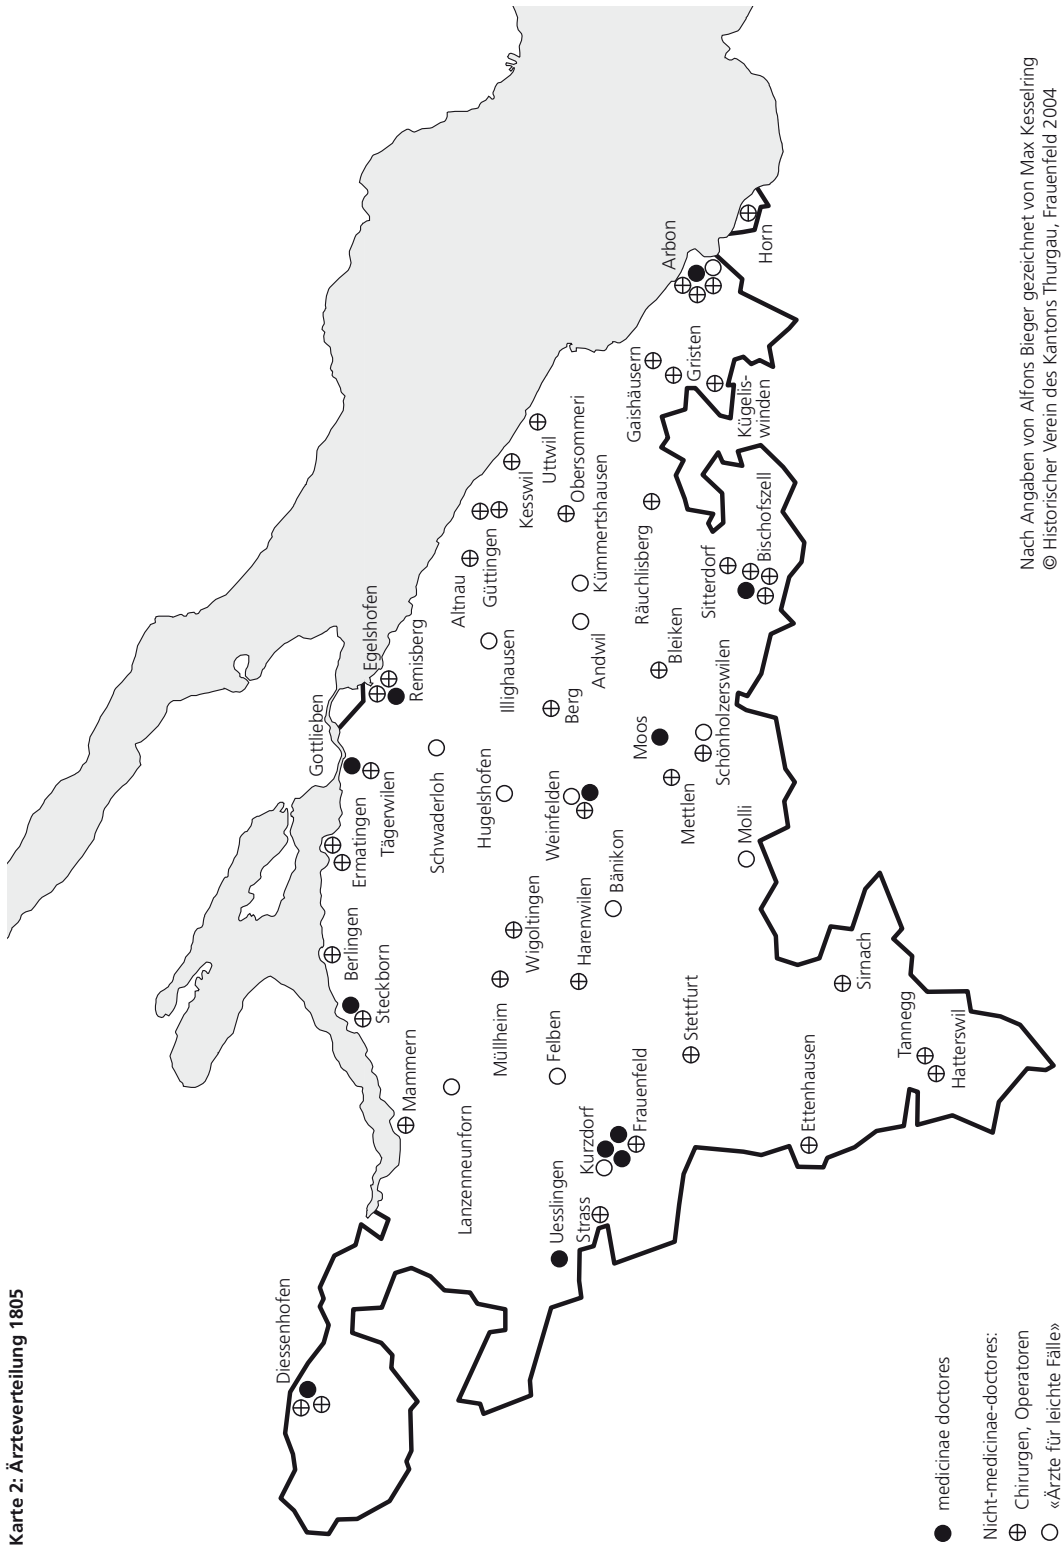 Karte 2: Ärzteverteilung 1805
Diessenhofen
Mammern
Steckborn
Berlingen
Ermatingen
Tägerwilen
Gottlieben
Egelshofen
Remisberg
Lanzenneunforn
Schwaderloh
Altnau
Illighausen
Güttingen
Kesswil
Uttwil
Müllheim
Wigoltingen
Hugelshofen
Uesslingen
Felben
Harenwilen
Weinfelden
Berg
Andwil
Kümmertshausen
Obersommeri
Strass
Kurzdorf
Frauenfeld
Bänikon
Stettfurt
Mettlen
Moos
Bleiken
Räuchlisberg
Gaishäusern
Gristen
Arbon
Horn
Schönholzerswilen
Sitterdorf
Bischofszell
Kügelis-
winden
Molli
Ettenhausen
Sirnach
Tannegg
Hatterswil
medicinae doctores
Nicht-medicinae-doctores:
Chirurgen, Operatoren
«Ärzte für leichte Fälle»
Nach Angaben von Alfons Bieger gezeichnet von Max Kesselring
© Historischer Verein des Kantons Thurgau, Frauenfeld 2004